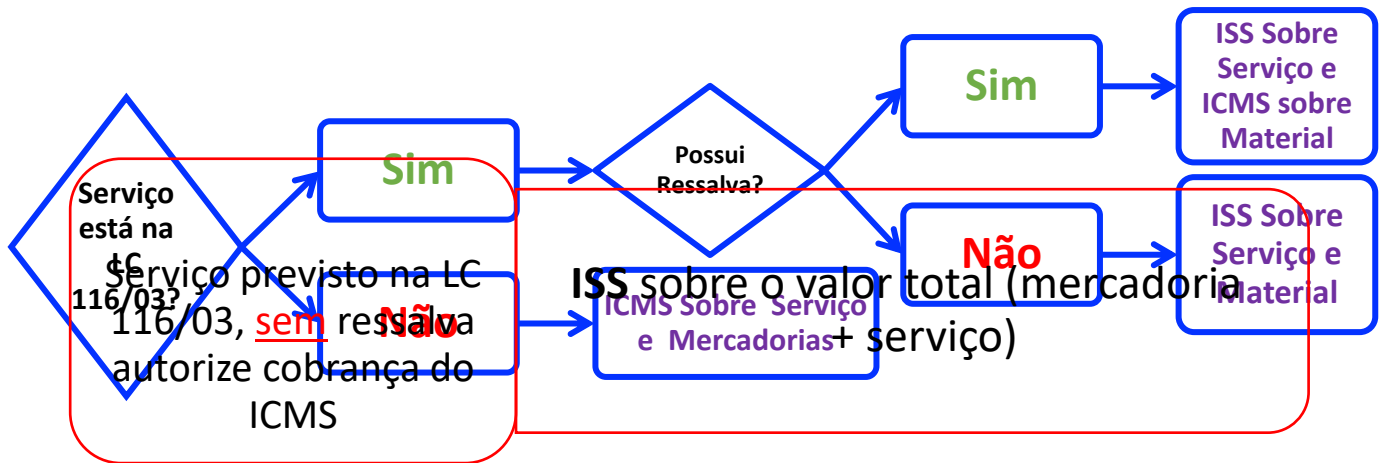 Serviço
está na
LC
116/03?
Sim
Não
Possui
Ressalva?
ICMS Sobre Serviço
e Mercadorias
Sim
Não
ISS Sobre
Serviço e
ICMS sobre
Material
ISS Sobre
Serviço e
Material
Serviço previsto na LC
116/03, sem ressalva
autorize cobrança do
ICMS
ISS sobre o valor total (mercadoria
+ serviço)